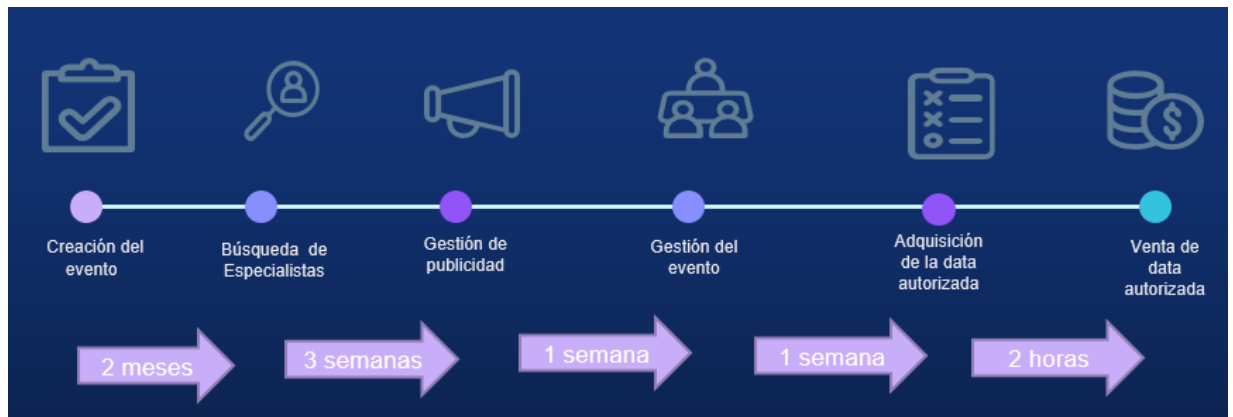 Creación del
evento
Búsqueda de
Especialistas
Gestión de
publicidad
Gestión del
evento
Adquisición
de la data
autorizada
Venta de
data
autorizada
2 meses
3 semanas
1 semana
1 semana
2 horas